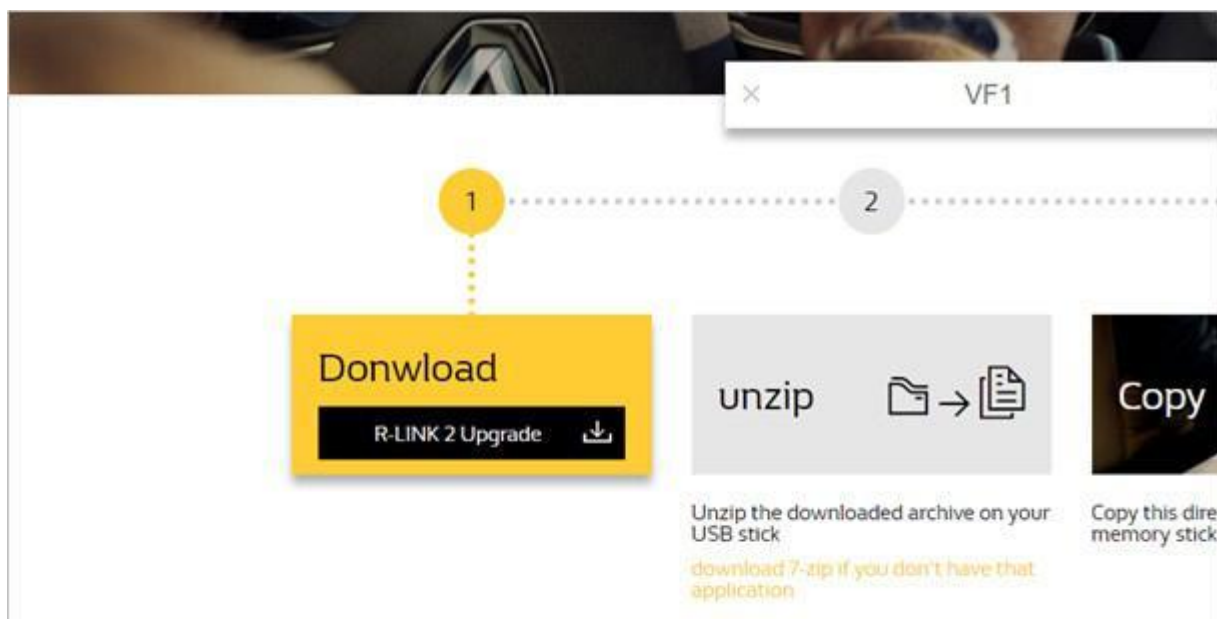 VF1
1
2
Donwload
R-LINK 2 Upgrade
unzip
Unzip the downloaded archive on your
USB stick
download 7-zip if you don't have that
application
Copy
Copy this dire
memory stick